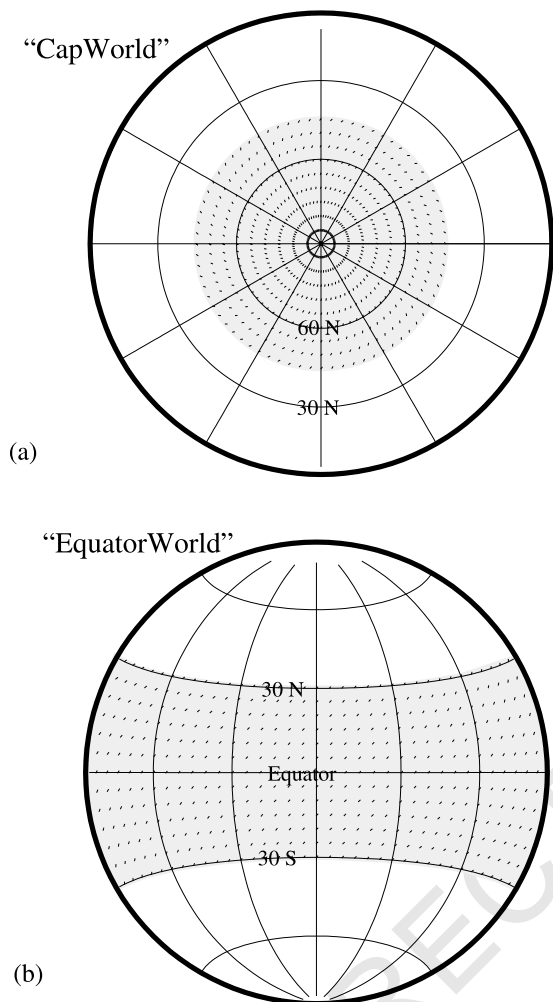 “CapWorld”
60 N
30 N
(a)
“EquatorWorld”
30 N
Equator
30 S
(b)